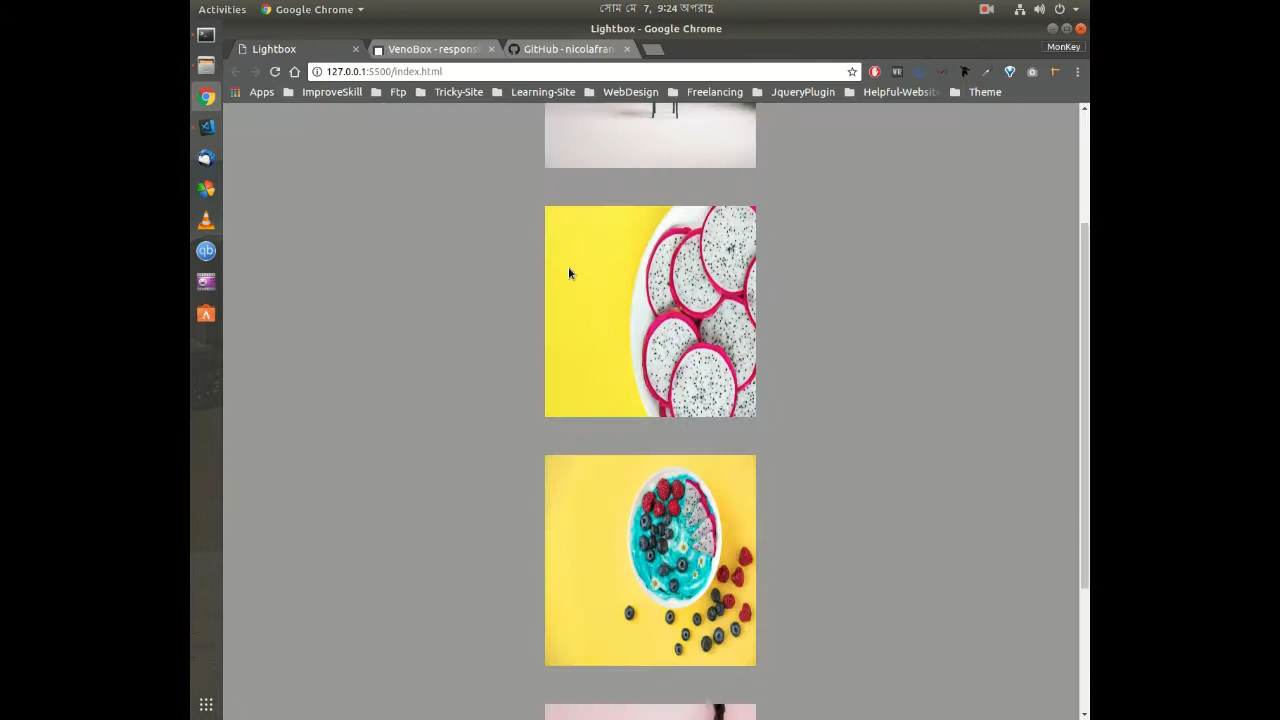 Activities Google Chrome সোম মে 7, 9:24 অপরাহ্ণ
Lightbox - Google Chrome
Lightbox VenoBox - respons GitHub - nicolafran MonKey
127.0.0.1:5500/index.html
Apps ImproveSkill Ftp Tricky-Site Learning-Site WebDesign Freelancing JqueryPlugin Helpful-Websit Theme